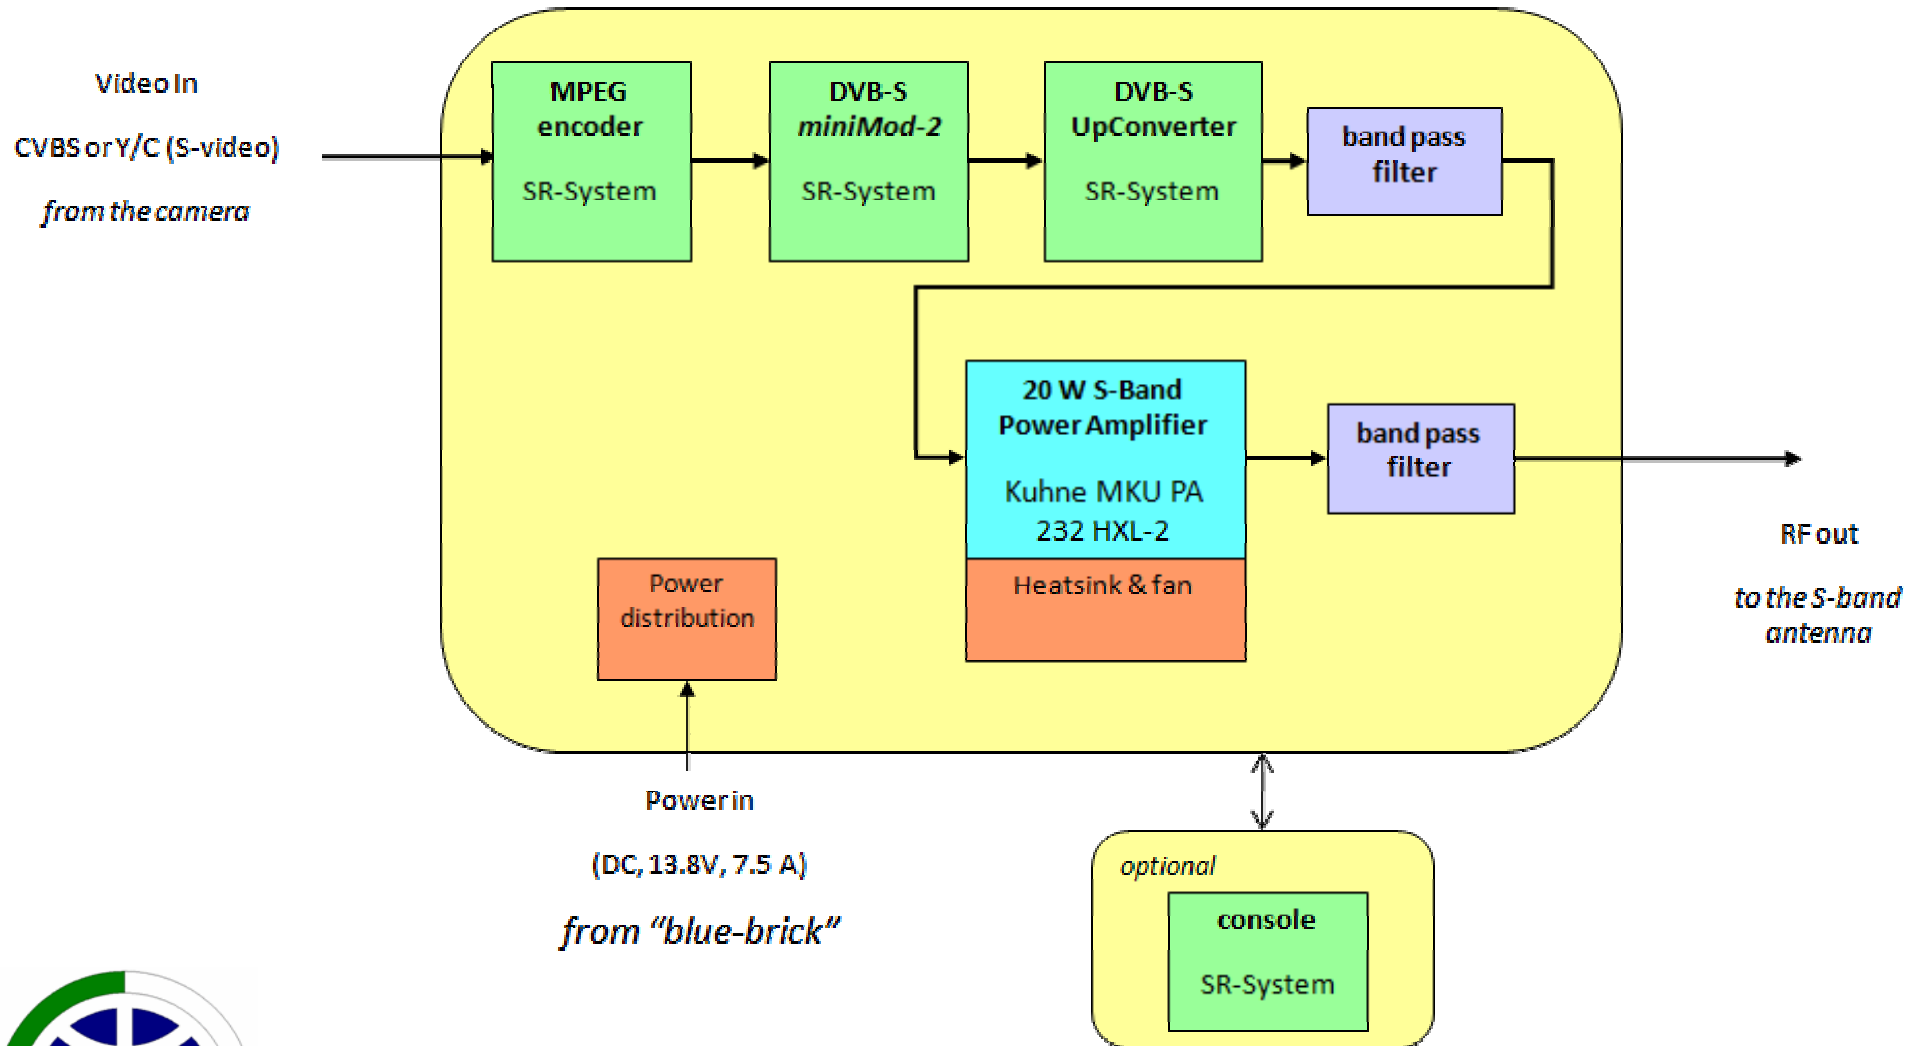 Video In
CVBS or Y/C (S-video)
from the camera
MPEG
encoder
SR-System
DVB-S
miniMod-2
SR-System
DVB-S
UpConverter
SR-System
band pass
filter
20 W S-Band
Power Amplifier
Kuhne MKU PA
232 HXL-2
Heatsink & fan
band pass
filter
RF out
to the S-band
antenna
Power
distribution
Power in
(DC, 13.8V, 7.5 A)
from “blue-brick”
optional
console
SR-System